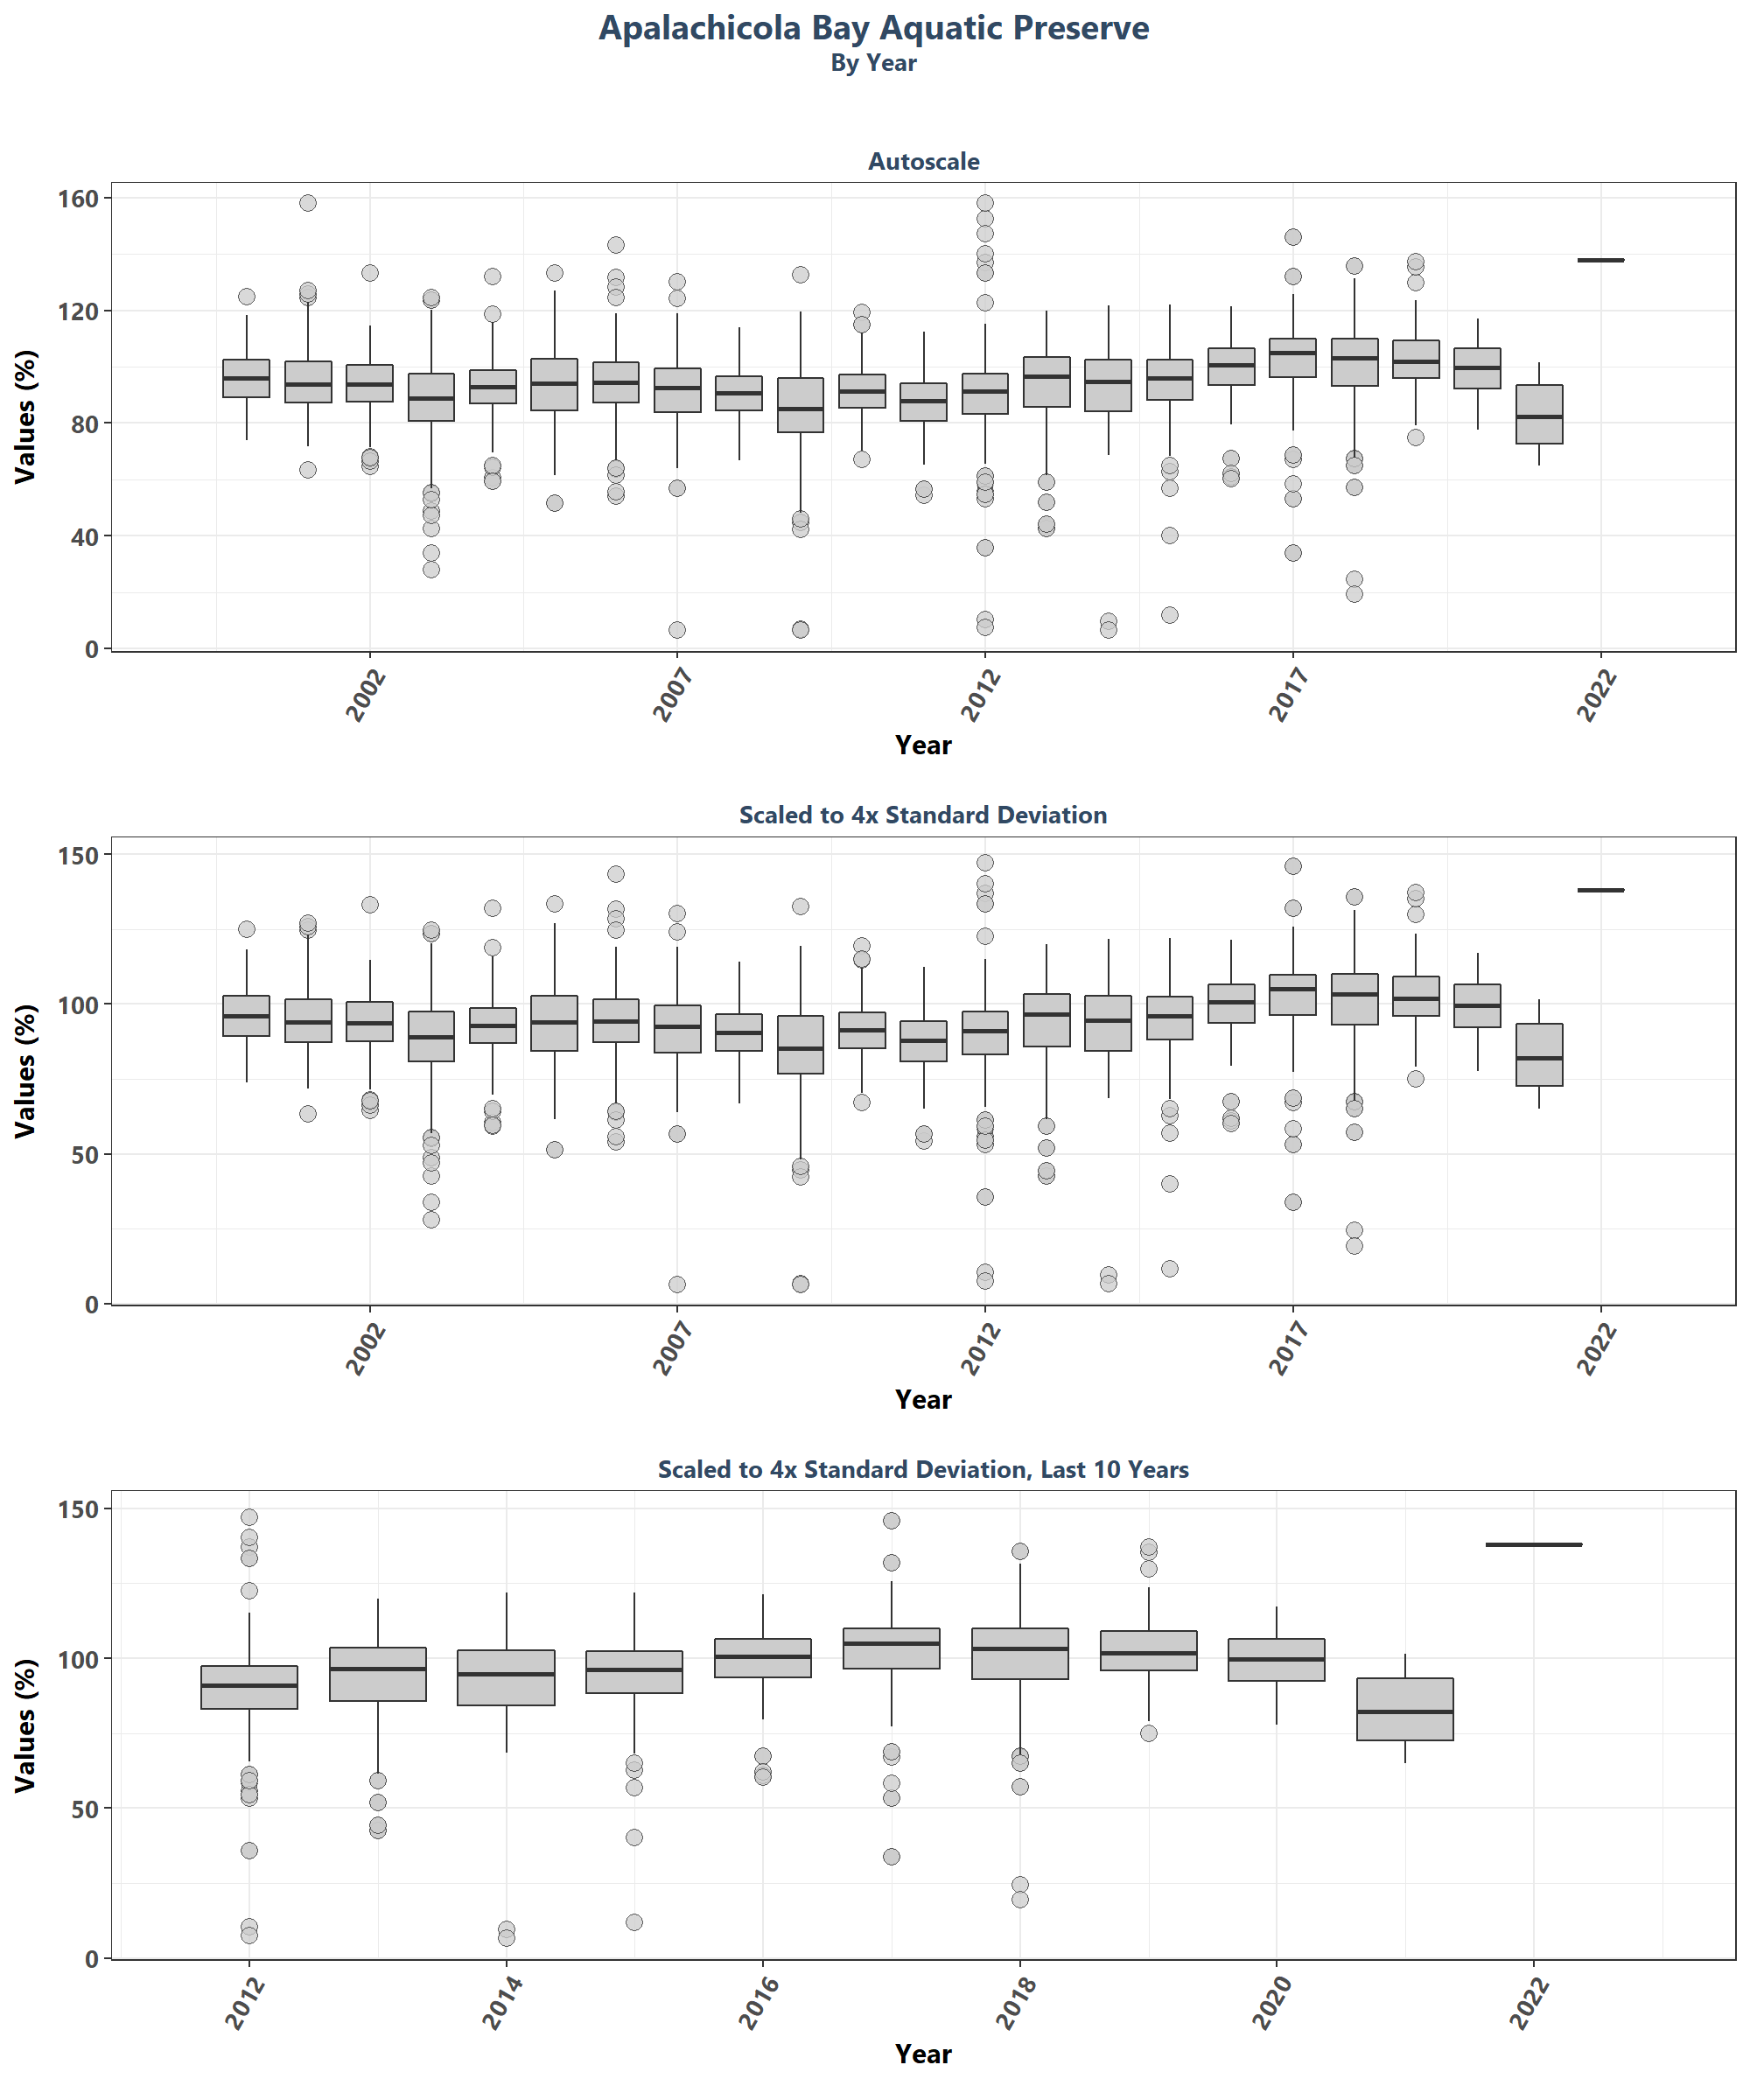 Apalachicola Bay Aquatic Preserve
By Year
Autoscale
160
120
80
40
0
Values (%)
2002 2007 2012 2017 2022
Year
Scaled to 4x Standard Deviation
150
100
50
0
Values (%)
2002 2007 2012 2017 2022
Year
Scaled to 4x Standard Deviation, Last 10 Years
150
100
50
0
Values (%)
2012 2014 2016 2018 2020 2022
Year